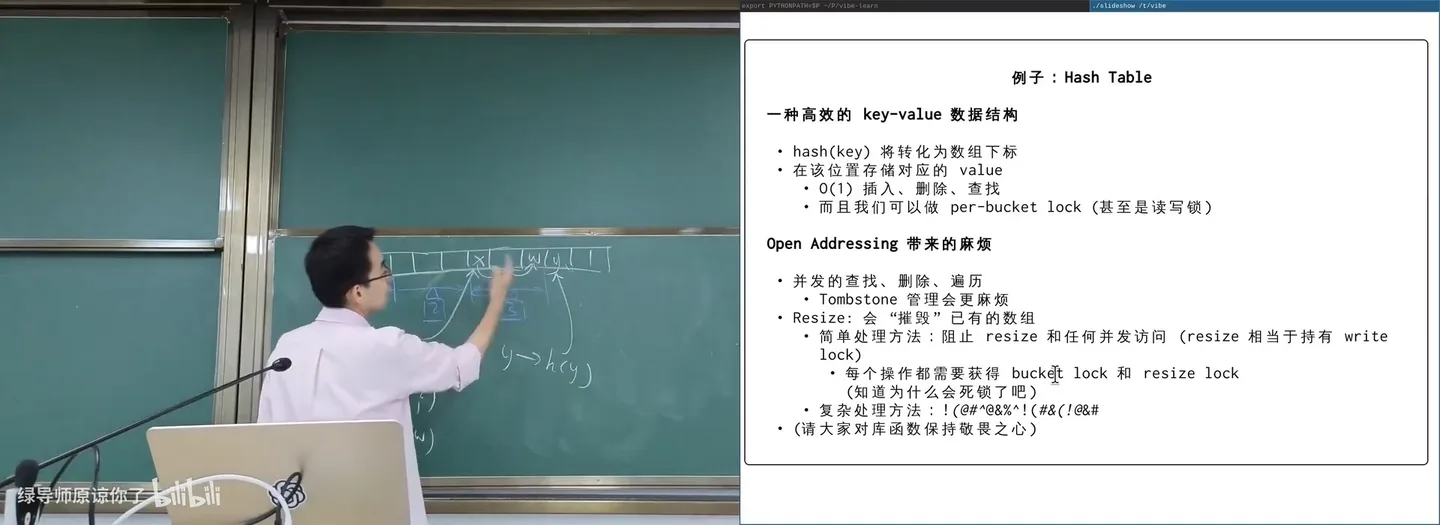 export PYTHONPATH=$P ~/P/vibe-learn
./slideshow /t/vibe
例子：Hash Table
一种高效的 key-value 数据结构
• hash(key) 将转化为数组下标
• 在该位置存储对应的 value
• O(1) 插入、删除、查找
• 而且我们可以做 per-bucket lock (甚至是读写锁)
Open Addressing 带来的麻烦
• 并发的查找、删除、遍历
• Tombstone 管理会更麻烦
• Resize: 会 “摧毁” 已有的数组
• 简单处理方法：阻止 resize 和任何并发访问 (resize 相当于持有 write
lock)
• 每个操作都需要获得 bucket lock 和 resize lock
(知道为什么会死锁了吧)
• 复杂处理方法：!(@#^@&%^!(#&(!@&#
• (请大家对库函数保持敬畏之心)
x w y
2 3
y → h(y)
w)
绿导师原谅你了 bilibili